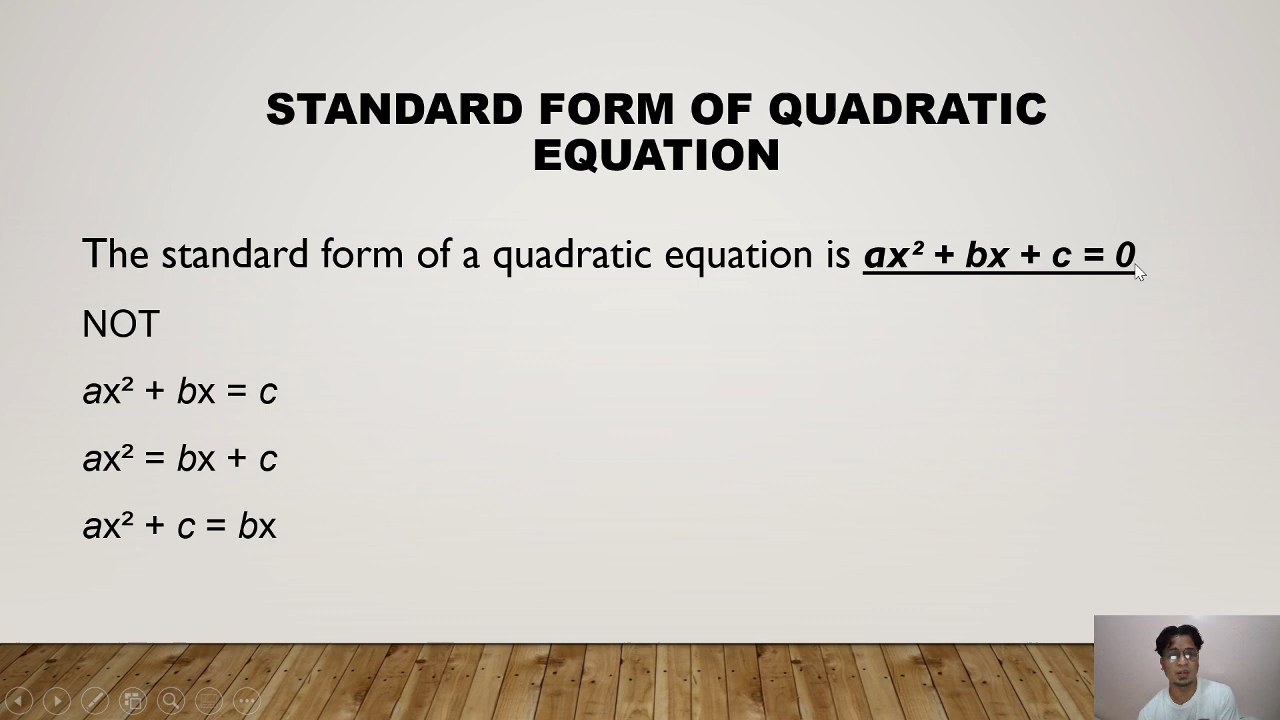 STANDARD FORM OF QUADRATIC
EQUATION
The standard form of a quadratic equation is ax² + bx + c = 0
NOT
ax² + bx = c
ax² = bx + c
ax² + c = bx